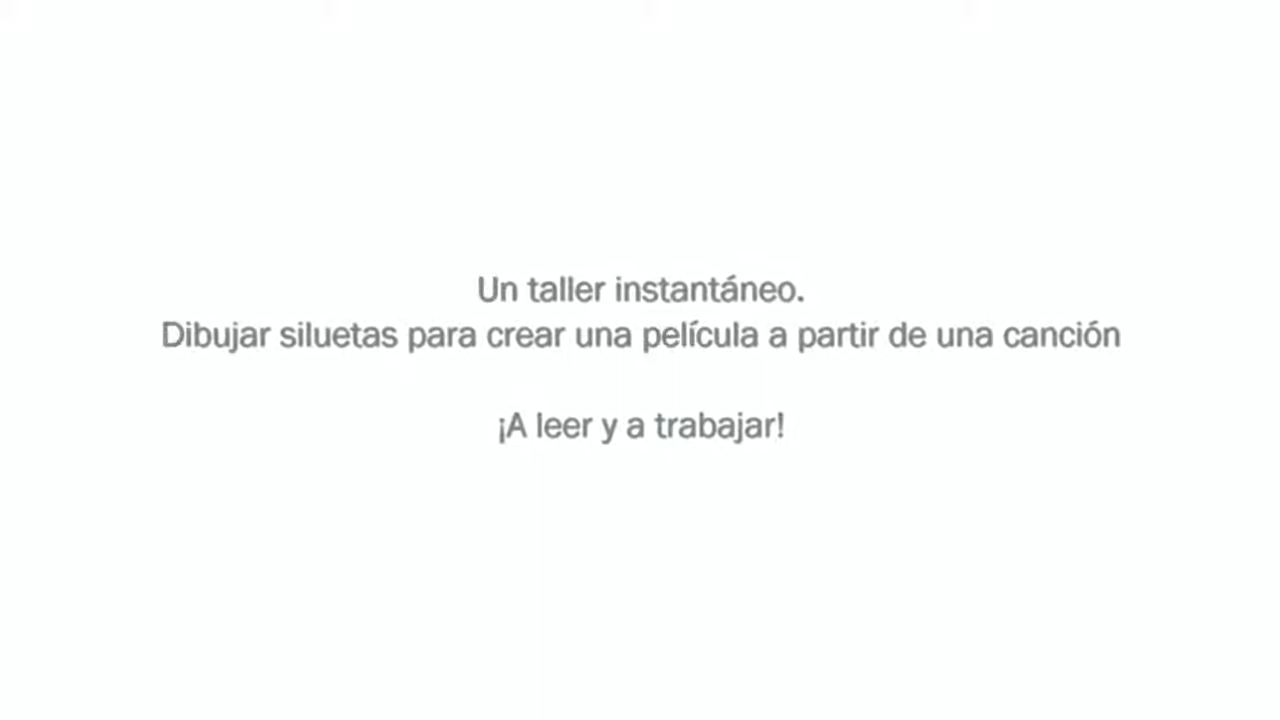 Un taller instantáneo.
Dibujar siluetas para crear una película a partir de una canción
¡A leer y a trabajar!